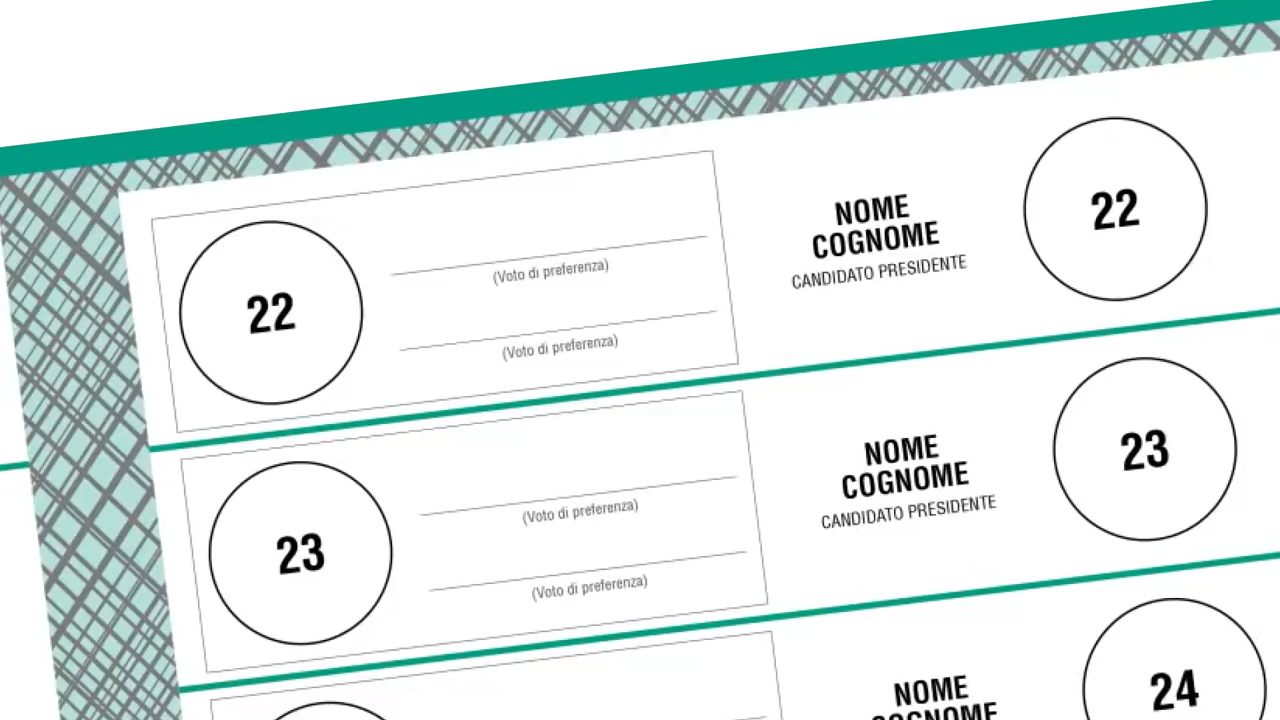 22
(Voto di preferenza)
(Voto di preferenza)
NOME
COGNOME
CANDIDATO PRESIDENTE
22
23
(Voto di preferenza)
(Voto di preferenza)
NOME
COGNOME
CANDIDATO PRESIDENTE
23
NOME
COGNOME
24